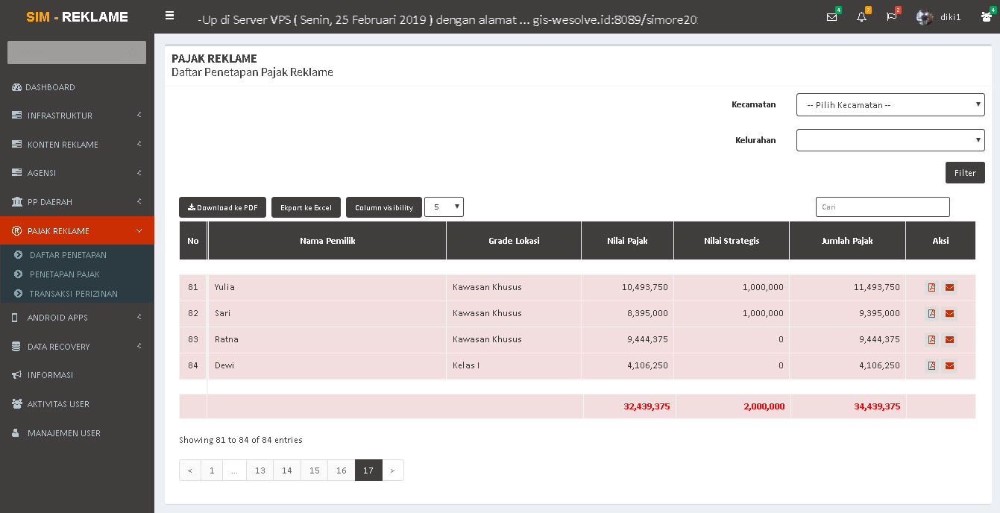 SIM - REKLAME
-Up di Server VPS ( Senin, 25 Februari 2019 ) dengan alamat ... gis-wesolve.id:8089/simore20
4
7
3
diki1
4
DASHBOARD
INFRASTRUKTUR
KONTEN REKLAME
AGENSI
PP DAERAH
PAJAK REKLAME
DAFTAR PENETAPAN
PENETAPAN PAJAK
TRANSAKSI PERIZINAN
ANDROID APPS
DATA RECOVERY
INFORMASI
AKTIVITAS USER
MANAJEMEN USER
PAJAK REKLAME
Daftar Penetapan Pajak Reklame
Kecamatan -- Pilih Kecamatan --
Kelurahan
Filter
Download ke PDF Ekport ke Excel Column visibility 5 Cari
No Nama Pemilik Grade Lokasi Nilai Pajak Nilai Strategis Jumlah Pajak Aksi
81 Yulia Kawasan Khusus 10,493,750 1,000,000 11,493,750
82 Sari Kawasan Khusus 8,395,000 1,000,000 9,395,000
83 Ratna Kawasan Khusus 9,444,375 0 9,444,375
84 Dewi Kelas I 4,106,250 0 4,106,250
32,439,375 2,000,000 34,439,375
Showing 81 to 84 of 84 entries
< 1 ... 13 14 15 16 17 >